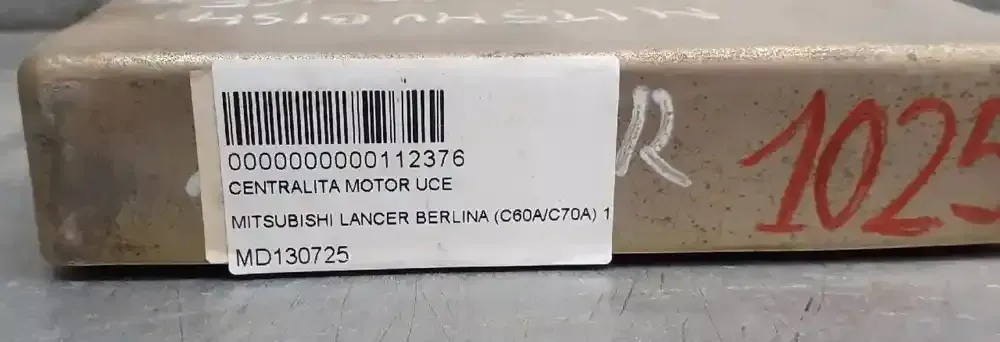 0000000000112376
CENTRALITA MOTOR UCE
MITSUBISHI LANCER BERLINA (C60A/C70A) 1
MD130725
R
1025